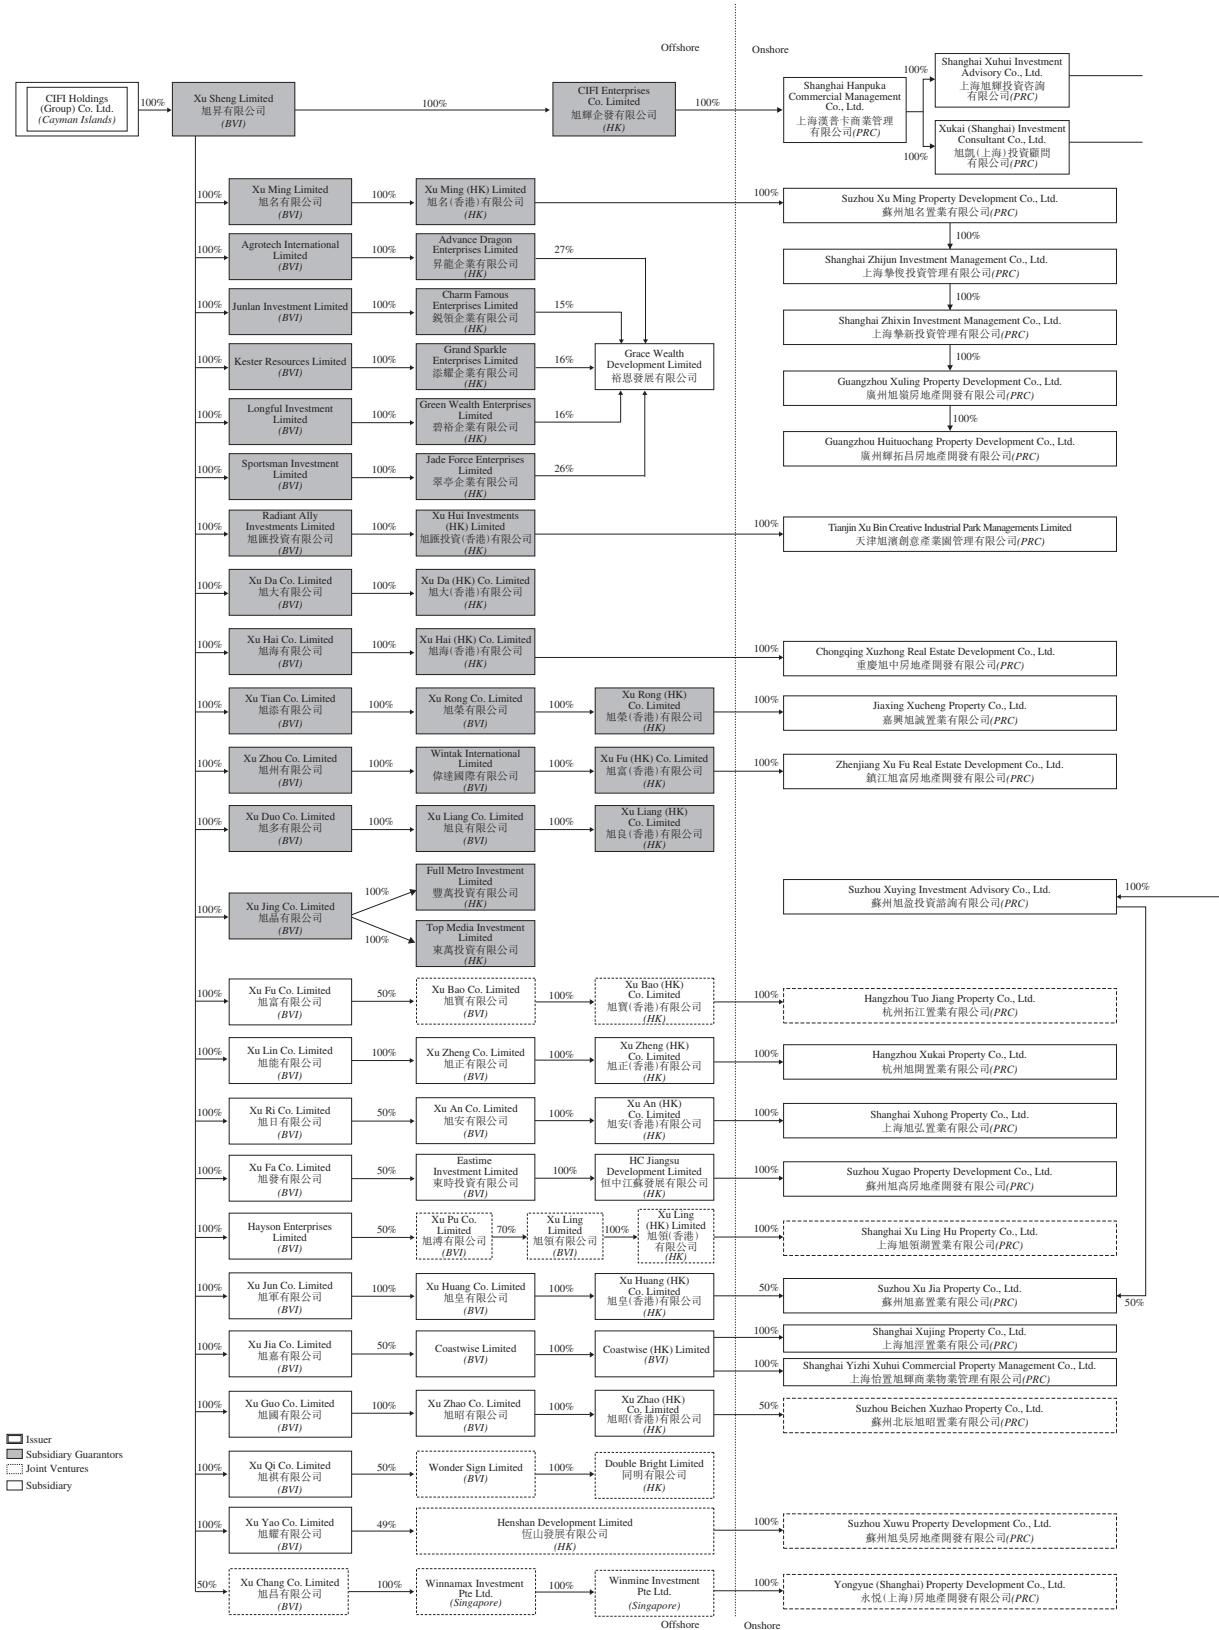 Offshore
Onshore
CIFI Holdings
(Group) Co. Ltd.
(Cayman Islands)
100%
Xu Sheng Limited
旭昇有限公司
(BVI)
100%
CIFI Enterprises
Co. Limited
旭輝企發有限公司
(HK)
100%
Shanghai Hanpuka
Commercial Management
Co., Ltd.
上海漢普卡商業管理
有限公司(PRC)
100%
Shanghai Xuhui Investment
Advisory Co., Ltd.
上海旭輝投資咨詢
有限公司(PRC)
100%
Xukai (Shanghai) Investment
Consultant Co., Ltd.
旭凱(上海)投資顧問
有限公司(PRC)
100%
Xu Ming Limited
旭名有限公司
(BVI)
100%
Xu Ming (HK) Limited
旭名(香港)有限公司
(HK)
100%
Suzhou Xu Ming Property Development Co., Ltd.
蘇州旭名置業有限公司(PRC)
100%
Shanghai Zhijun Investment Management Co., Ltd.
上海摯俊投資管理有限公司(PRC)
100%
Shanghai Zhixin Investment Management Co., Ltd.
上海摯新投資管理有限公司(PRC)
100%
Guangzhou Xuling Property Development Co., Ltd.
廣州旭嶺房地產開發有限公司(PRC)
100%
Guangzhou Huituochang Property Development Co., Ltd.
廣州輝拓昌房地產開發有限公司(PRC)
100%
Agrotech International
Limited
(BVI)
100%
Advance Dragon
Enterprises Limited
昇龍企業有限公司
(HK)
27%
100%
Junlan Investment Limited
(BVI)
100%
Charm Famous
Enterprises Limited
銳領企業有限公司
(HK)
15%
100%
Kester Resources Limited
(BVI)
100%
Grand Sparkle
Enterprises Limited
添耀企業有限公司
(HK)
16%
Grace Wealth
Development Limited
裕恩發展有限公司
100%
Longful Investment
Limited
(BVI)
100%
Green Wealth Enterprises
Limited
碧裕企業有限公司
(HK)
16%
100%
Sportsman Investment
Limited
(BVI)
100%
Jade Force Enterprises
Limited
翠亭企業有限公司
(HK)
26%
100%
Radiant Ally
Investments Limited
旭匯投資有限公司
(BVI)
100%
Xu Hui Investments
(HK) Limited
旭匯投資(香港)有限公司
(HK)
100%
Tianjin Xu Bin Creative Industrial Park Managements Limited
天津旭濱創意產業園管理有限公司(PRC)
100%
Xu Da Co. Limited
旭大有限公司
(BVI)
100%
Xu Da (HK) Co. Limited
旭大(香港)有限公司
(HK)
100%
Xu Hai Co. Limited
旭海有限公司
(BVI)
100%
Xu Hai (HK) Co. Limited
旭海(香港)有限公司
(HK)
100%
Chongqing Xuzhong Real Estate Development Co., Ltd.
重慶旭中房地產開發有限公司(PRC)
100%
Xu Tian Co. Limited
旭添有限公司
(BVI)
100%
Xu Rong Co. Limited
旭榮有限公司
(BVI)
100%
Xu Rong (HK)
Co. Limited
旭榮(香港)有限公司
(HK)
100%
Jiaxing Xucheng Property Co., Ltd.
嘉興旭誠置業有限公司(PRC)
100%
Xu Zhou Co. Limited
旭州有限公司
(BVI)
100%
Wintak International
Limited
偉達國際有限公司
(BVI)
100%
Xu Fu (HK) Co. Limited
旭富(香港)有限公司
(HK)
100%
Zhenjiang Xu Fu Real Estate Development Co., Ltd.
鎮江旭富房地產開發有限公司(PRC)
100%
Xu Duo Co. Limited
旭多有限公司
(BVI)
100%
Xu Liang Co. Limited
旭良有限公司
(BVI)
100%
Xu Liang (HK)
Co. Limited
旭良(香港)有限公司
(HK)
100%
Xu Jing Co. Limited
旭晶有限公司
(BVI)
100%
Full Metro Investment
Limited
豐萬投資有限公司
(HK)
100%
Top Media Investment
Limited
東萬投資有限公司
(HK)
Suzhou Xuying Investment Advisory Co., Ltd.
蘇州旭盈投資諮詢有限公司(PRC)
100%
100%
Xu Fu Co. Limited
旭富有限公司
(BVI)
50%
Xu Bao Co. Limited
旭寶有限公司
(BVI)
100%
Xu Bao (HK)
Co. Limited
旭寶(香港)有限公司
(HK)
100%
Hangzhou Tuo Jiang Property Co., Ltd.
杭州拓江置業有限公司(PRC)
100%
Xu Lin Co. Limited
旭能有限公司
(BVI)
100%
Xu Zheng Co. Limited
旭正有限公司
(BVI)
100%
Xu Zheng (HK)
Co. Limited
旭正(香港)有限公司
(HK)
100%
Hangzhou Xukai Property Co., Ltd.
杭州旭開置業有限公司(PRC)
100%
Xu Ri Co. Limited
旭日有限公司
(BVI)
50%
Xu An Co. Limited
旭安有限公司
(BVI)
100%
Xu An (HK)
Co. Limited
旭安(香港)有限公司
(HK)
100%
Shanghai Xuhong Property Co., Ltd.
上海旭弘置業有限公司(PRC)
100%
Xu Fa Co. Limited
旭發有限公司
(BVI)
50%
Eastime
Investment Limited
東時投資有限公司
(BVI)
100%
HC Jiangsu
Development Limited
恒中江蘇發展有限公司
(HK)
100%
Suzhou Xugao Property Development Co., Ltd.
蘇州旭高房地產開發有限公司(PRC)
100%
Hayson Enterprises
Limited
(BVI)
50%
Xu Pu Co.
Limited
旭溥有限公司
(BVI)
70%
Xu Ling
Limited
旭領有限公司
(BVI)
100%
Xu Ling
(HK) Limited
旭領(香港)
有限公司
(HK)
100%
Shanghai Xu Ling Hu Property Co., Ltd.
上海旭領湖置業有限公司(PRC)
100%
Xu Jun Co. Limited
旭軍有限公司
(BVI)
100%
Xu Huang Co. Limited
旭皇有限公司
(BVI)
100%
Xu Huang (HK)
Co. Limited
旭皇(香港)有限公司
(HK)
50%
Suzhou Xu Jia Property Co., Ltd.
蘇州旭嘉置業有限公司(PRC)
50%
100%
Xu Jia Co. Limited
旭嘉有限公司
(BVI)
50%
Coastwise Limited
(BVI)
100%
Coastwise (HK) Limited
(BVI)
100%
Shanghai Xujing Property Co., Ltd.
上海旭涇置業有限公司(PRC)
100%
Shanghai Yizhi Xuhui Commercial Property Management Co., Ltd.
上海怡置旭輝商業物業管理有限公司(PRC)
100%
Xu Guo Co. Limited
旭國有限公司
(BVI)
100%
Xu Zhao Co. Limited
旭昭有限公司
(BVI)
100%
Xu Zhao (HK)
Co. Limited
旭昭(香港)有限公司
(HK)
50%
Suzhou Beichen Xuzhao Property Co., Ltd.
蘇州北辰旭昭置業有限公司(PRC)
Issuer
Subsidiary Guarantors
Joint Ventures
Subsidiary
100%
Xu Qi Co. Limited
旭祺有限公司
(BVI)
50%
Wonder Sign Limited
(BVI)
100%
Double Bright Limited
同明有限公司
(HK)
100%
Xu Yao Co. Limited
旭耀有限公司
(BVI)
49%
Henshan Development Limited
恆山發展有限公司
(HK)
100%
Suzhou Xuwu Property Development Co., Ltd.
蘇州旭吳房地產開發有限公司(PRC)
50%
Xu Chang Co. Limited
旭昌有限公司
(BVI)
100%
Winnamax Investment
Pte Ltd.
(Singapore)
100%
Winmine Investment
Pte Ltd.
(Singapore)
100%
Yongyue (Shanghai) Property Development Co., Ltd.
永悦(上海)房地產開發有限公司(PRC)
Offshore
Onshore